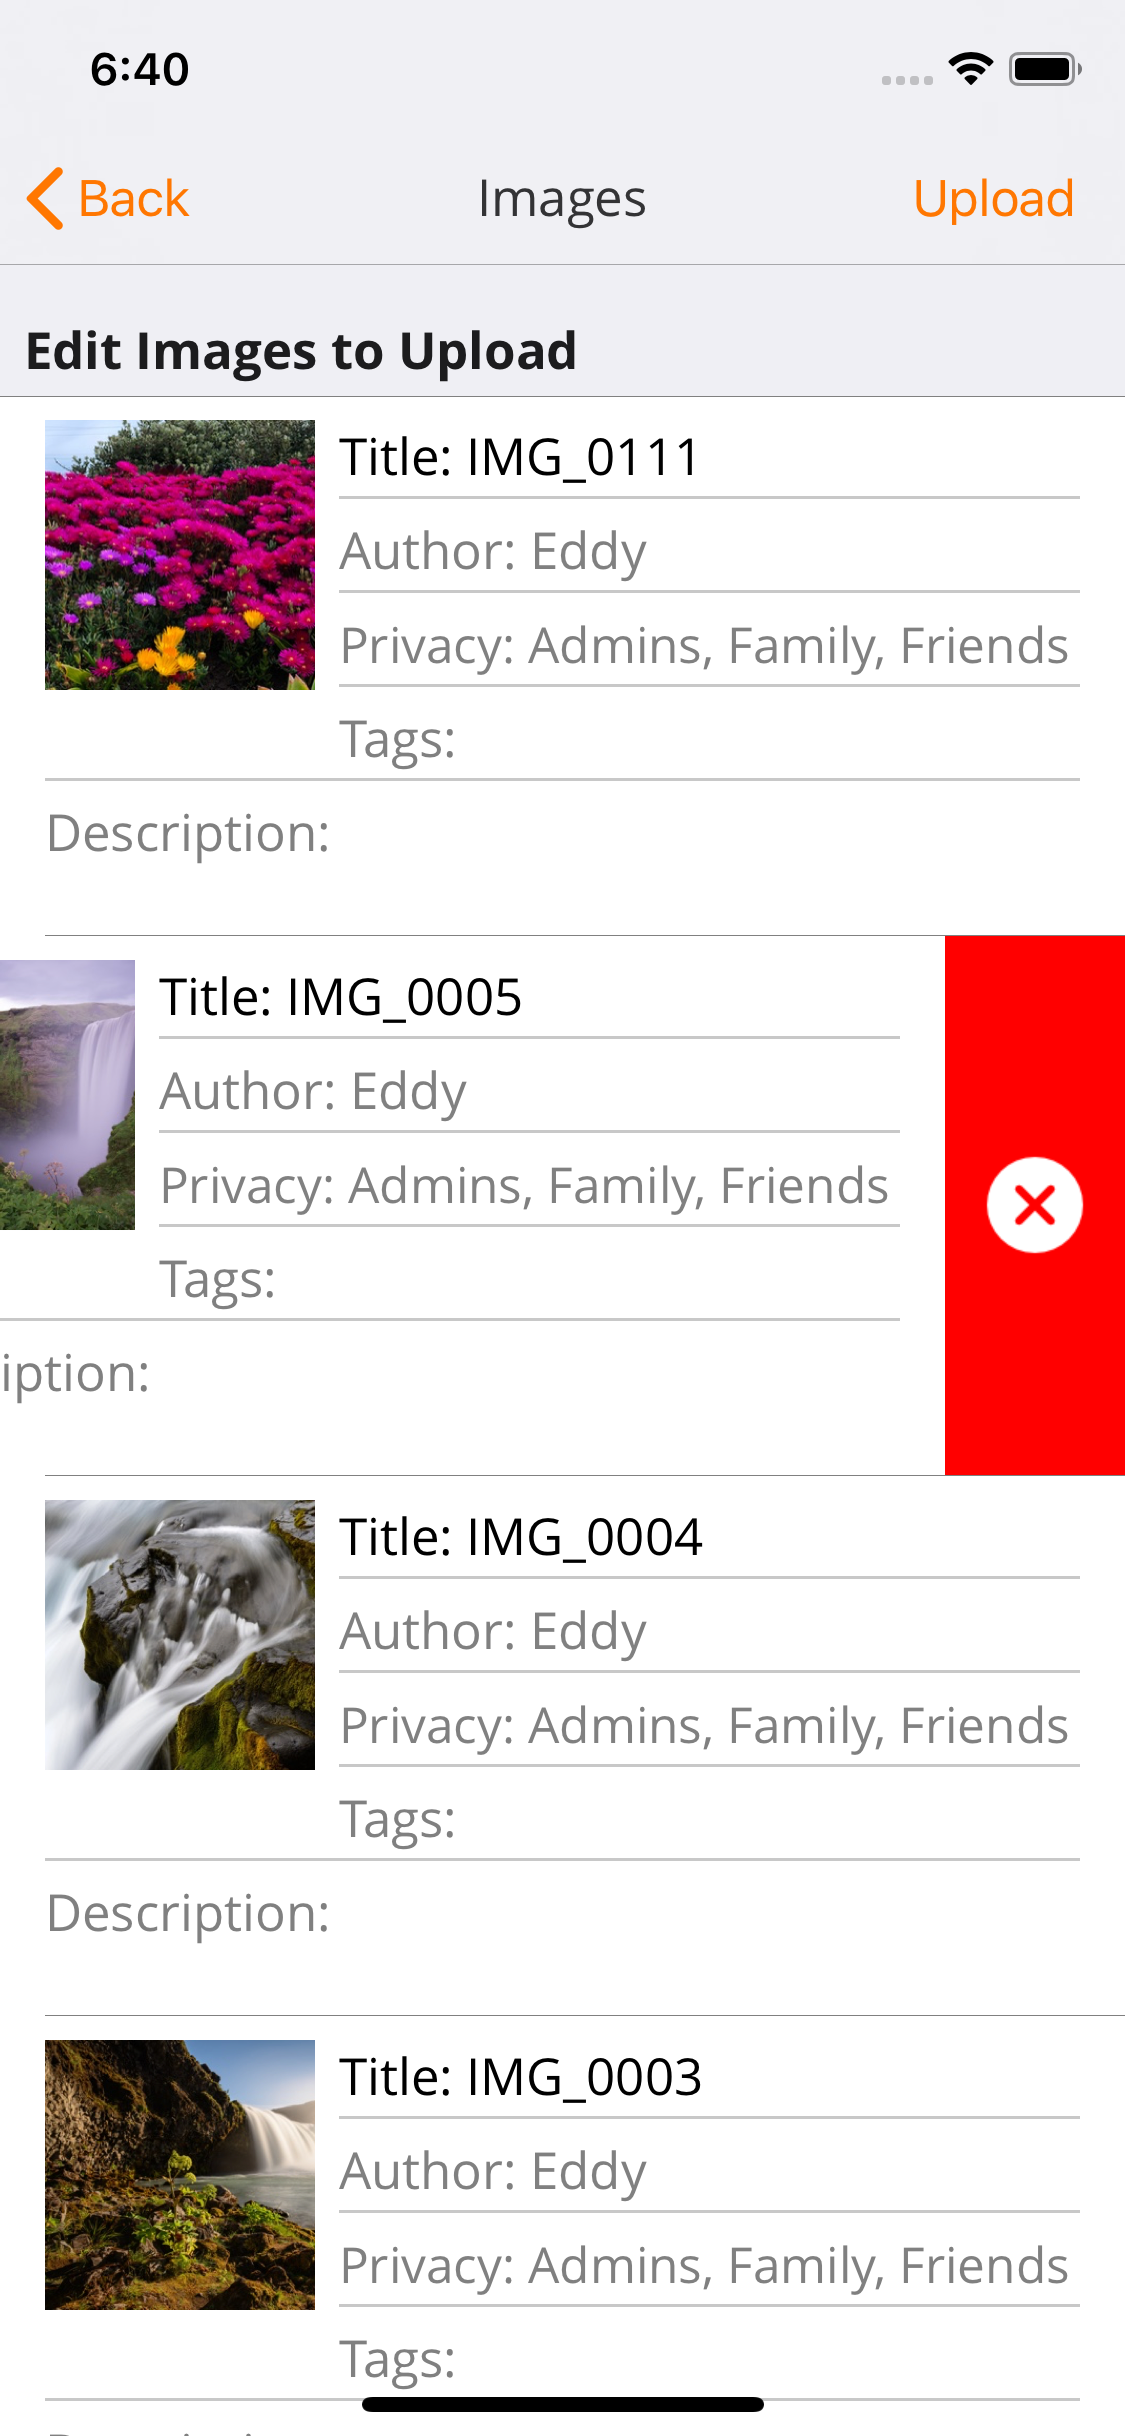 6:40
Back
Images
Upload
Edit Images to Upload
Title: IMG_0111
Author: Eddy
Privacy: Admins, Family, Friends
Tags:
Description:
Title: IMG_0005
Author: Eddy
Privacy: Admins, Family, Friends
Tags:
iption:
Title: IMG_0004
Author: Eddy
Privacy: Admins, Family, Friends
Tags:
Description:
Title: IMG_0003
Author: Eddy
Privacy: Admins, Family, Friends
Tags: